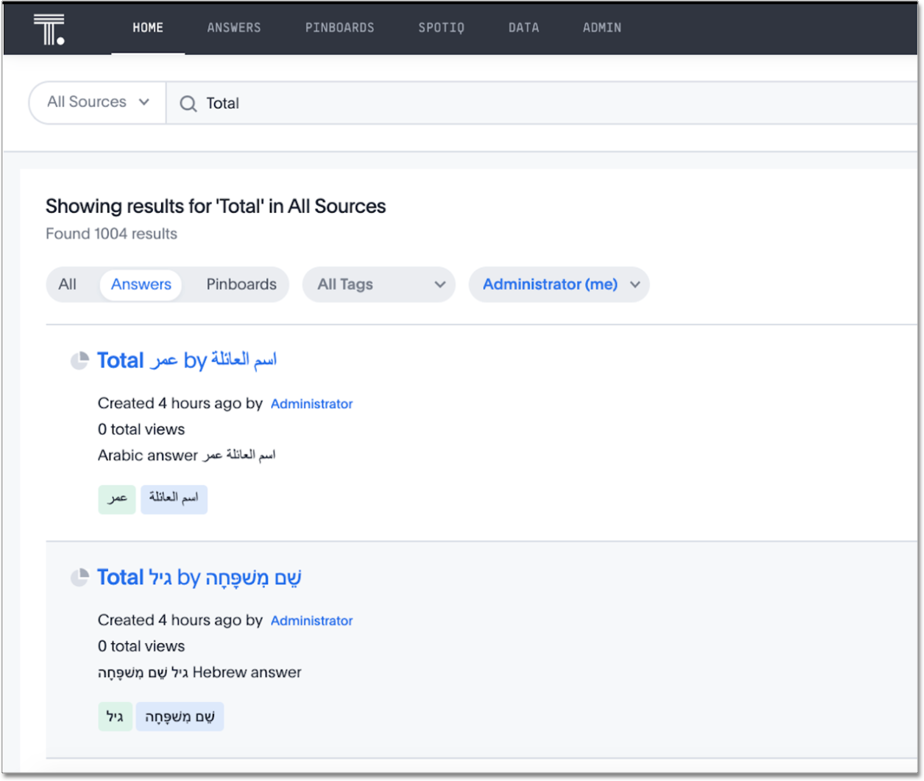 HOME ANSWERS PINBOARDS SPOTIQ DATA ADMIN
All Sources Total
Showing results for 'Total' in All Sources
Found 1004 results
All Answers Pinboards All Tags Administrator (me)
Total عمر by اسم العائلة
Created 4 hours ago by Administrator
0 total views
Arabic answer اسم العائلة عمر
عمر اسم العائلة
Total גיל by שֵׁם מִשׁפָּחָה
Created 4 hours ago by Administrator
0 total views
גיל שֵׁם מִשׁפָּחָה Hebrew answer
גיל שֵׁם מִשׁפָּחָה